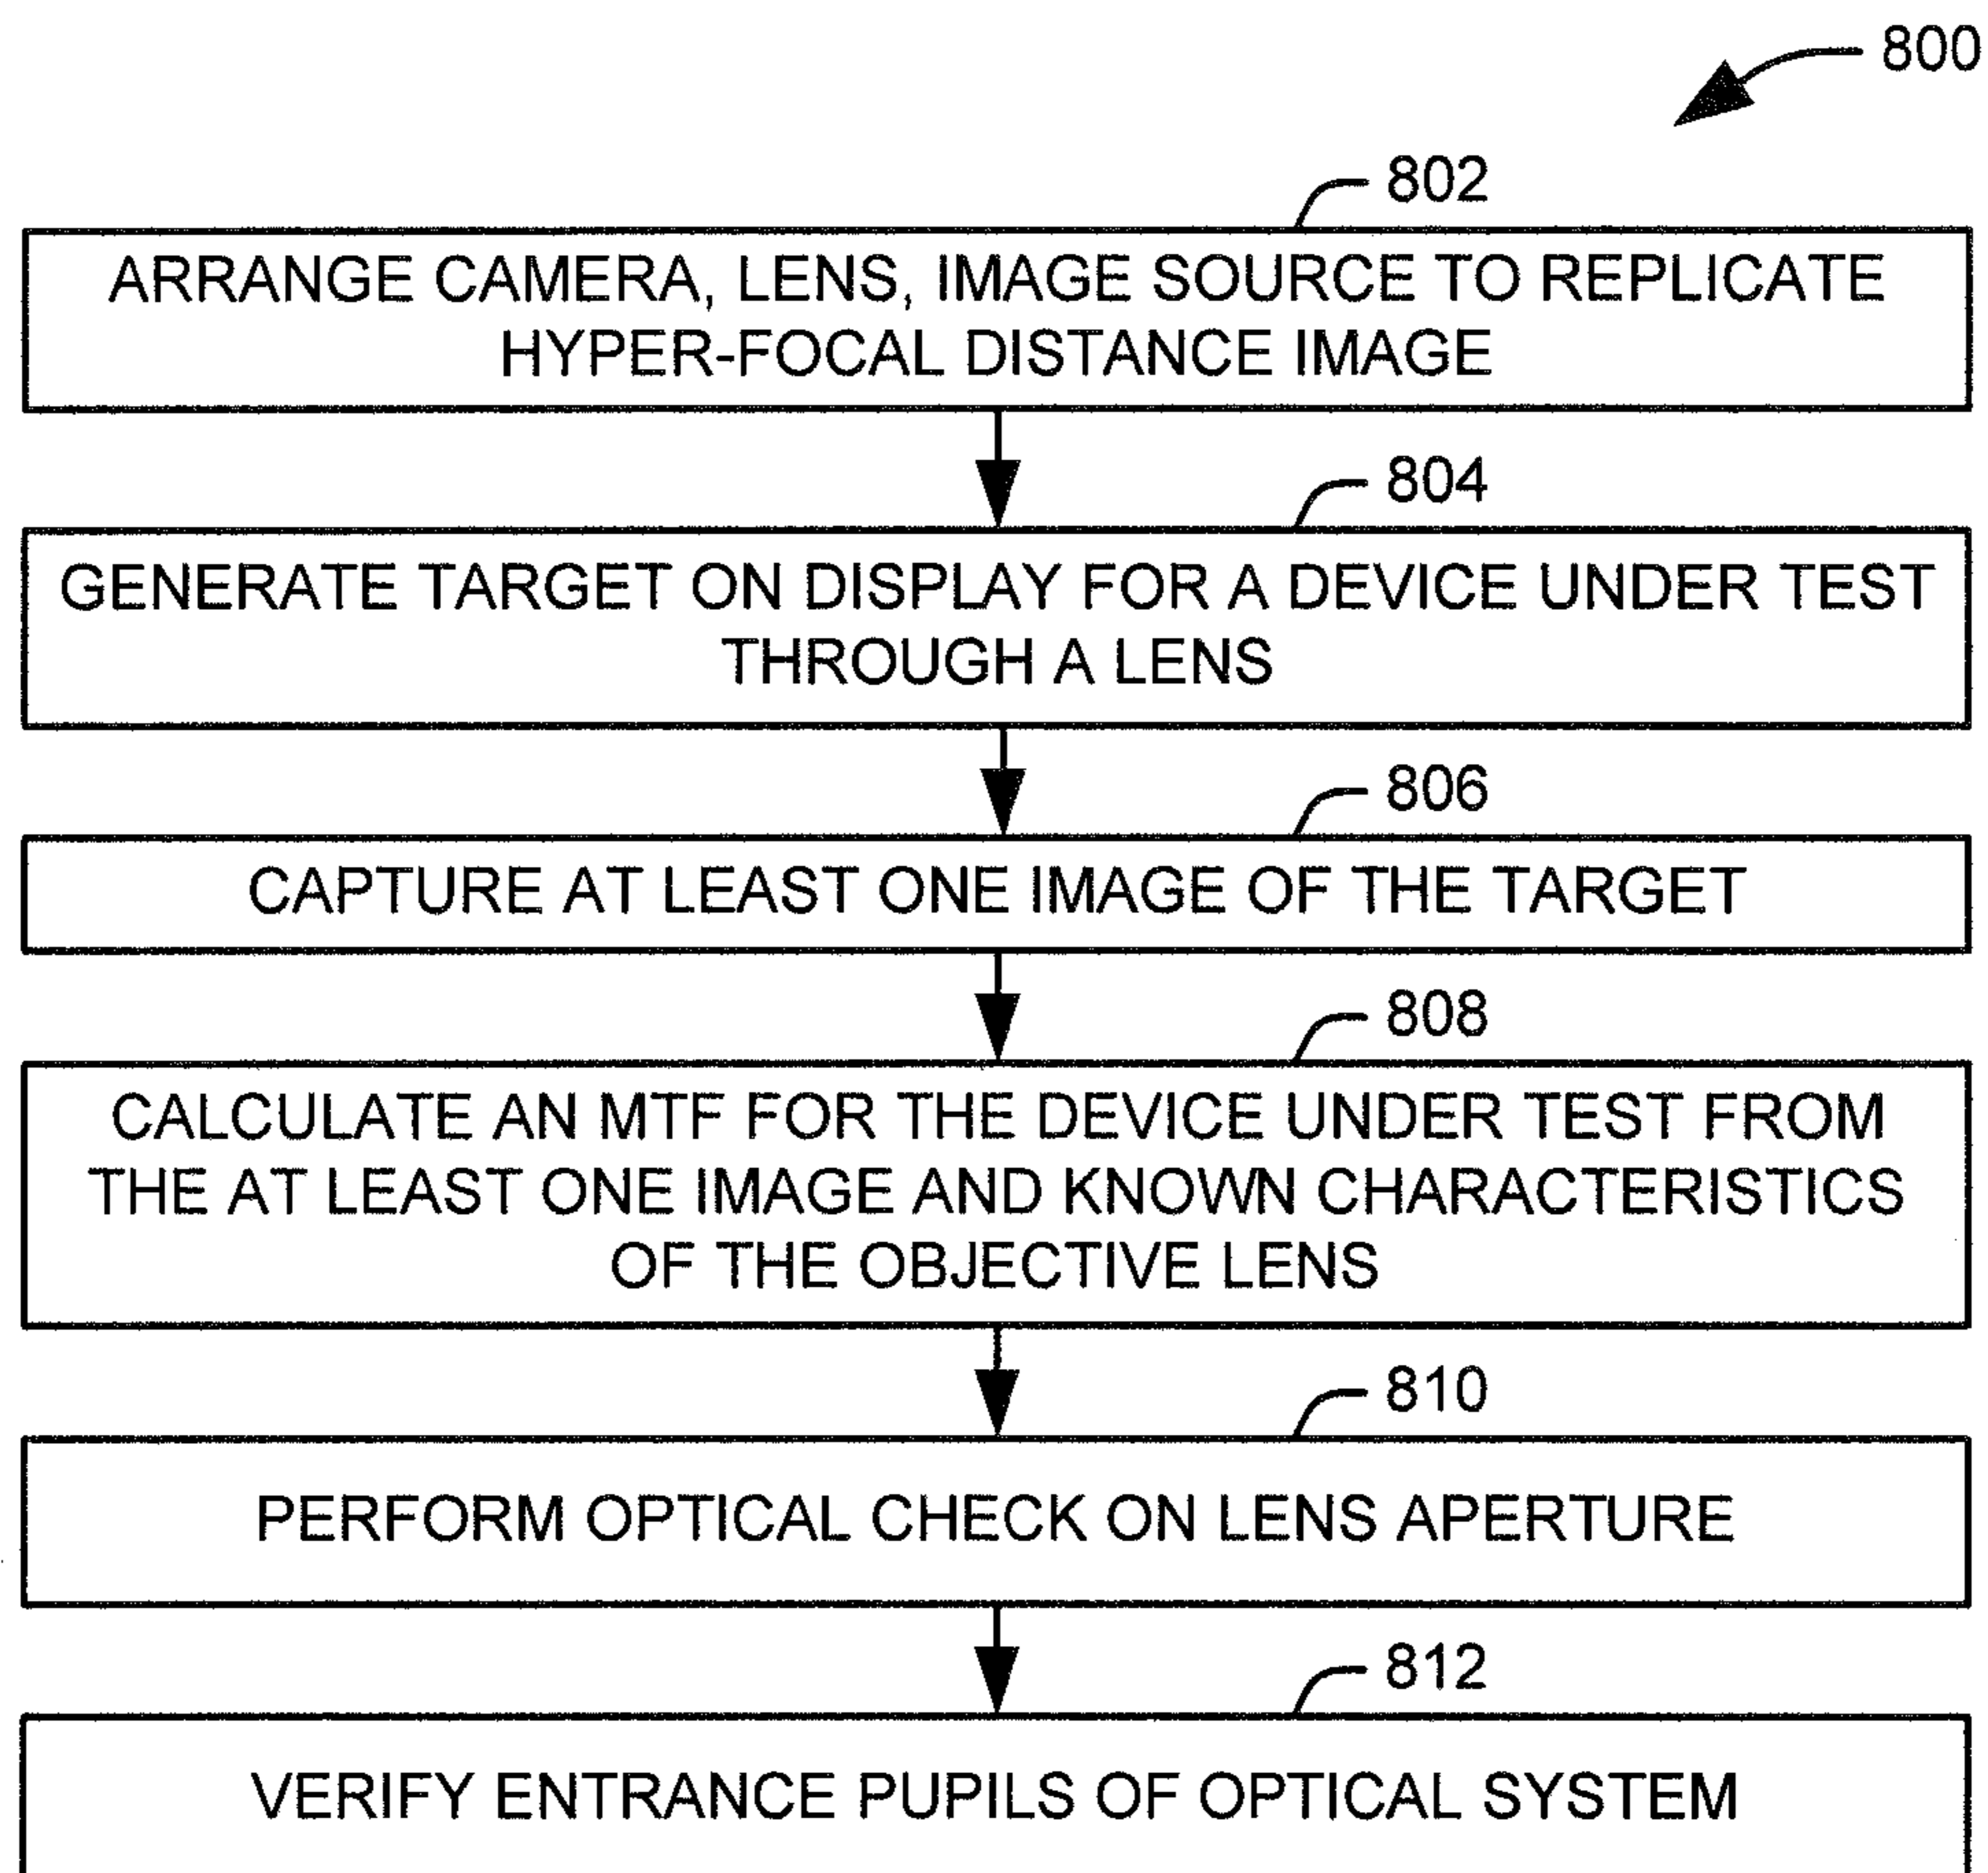 800
802
ARRANGE CAMERA, LENS, IMAGE SOURCE TO REPLICATE
HYPER-FOCAL DISTANCE IMAGE
804
GENERATE TARGET ON DISPLAY FOR A DEVICE UNDER TEST
THROUGH A LENS
806
CAPTURE AT LEAST ONE IMAGE OF THE TARGET
808
CALCULATE AN MTF FOR THE DEVICE UNDER TEST FROM
THE AT LEAST ONE IMAGE AND KNOWN CHARACTERISTICS
OF THE OBJECTIVE LENS
810
PERFORM OPTICAL CHECK ON LENS APERTURE
812
VERIFY ENTRANCE PUPILS OF OPTICAL SYSTEM